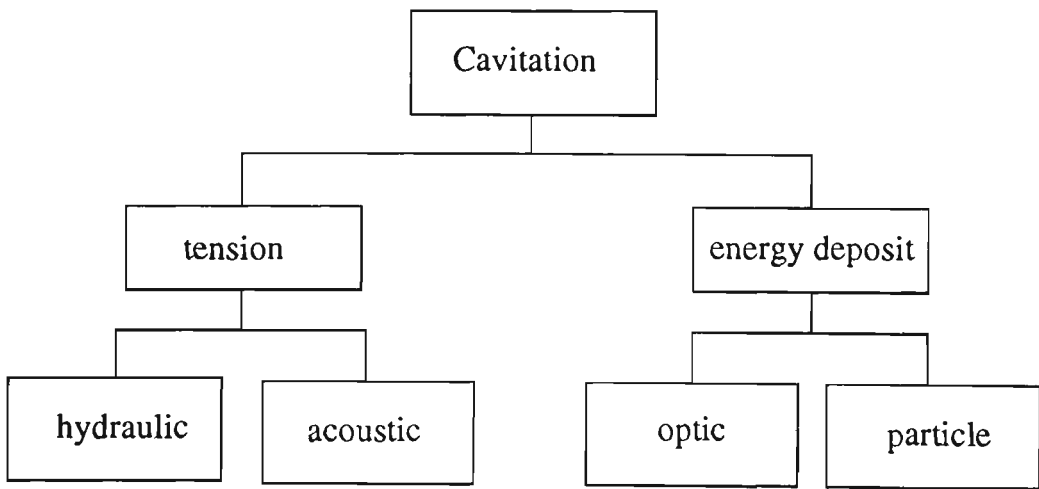 Cavitation
tension
energy deposit
hydraulic
acoustic
optic
particle